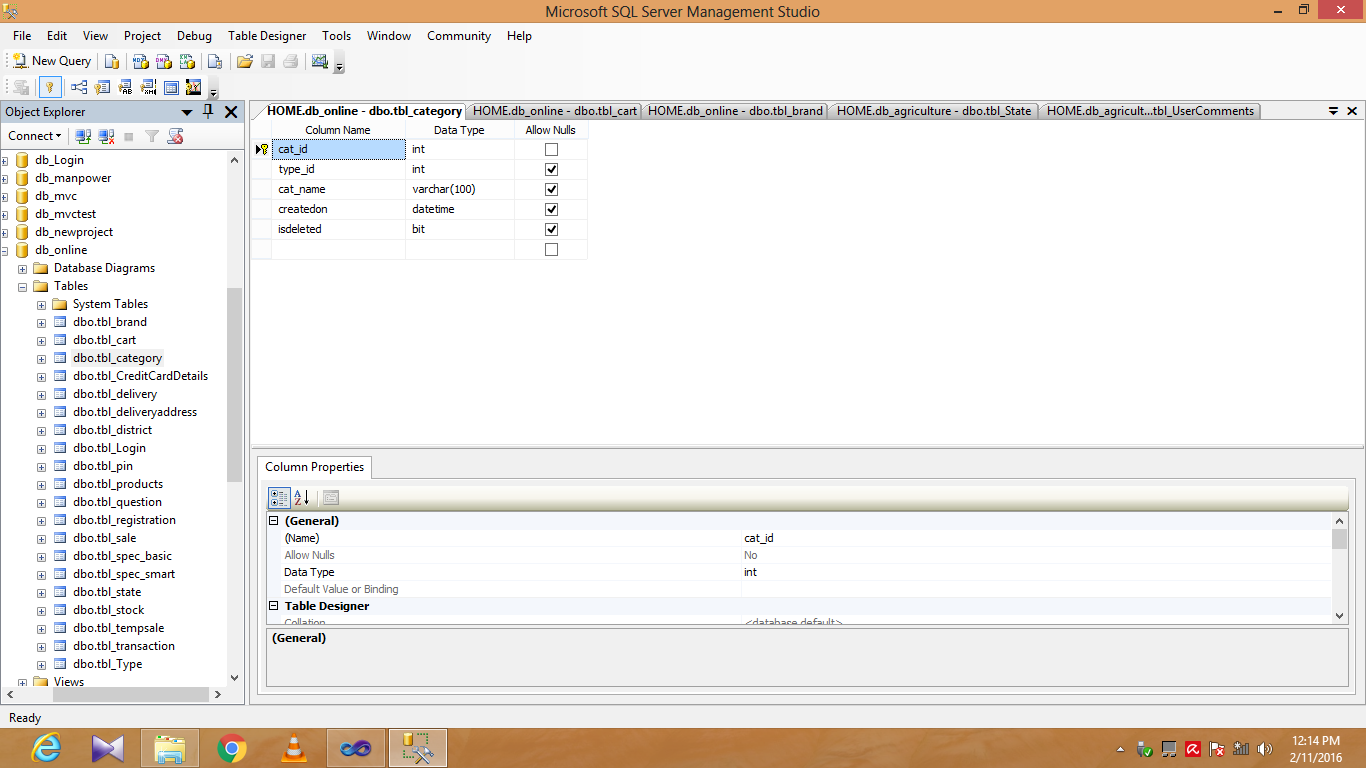 Microsoft SQL Server Management Studio
File Edit View Project Debug Table Designer Tools Window Community Help
New Query
Object Explorer
Connect
db_Login
db_manpower
db_mvc
db_mvctest
db_newproject
db_online
Database Diagrams
Tables
System Tables
dbo.tbl_brand
dbo.tbl_cart
dbo.tbl_category
dbo.tbl_CreditCardDetails
dbo.tbl_delivery
dbo.tbl_deliveryaddress
dbo.tbl_district
dbo.tbl_Login
dbo.tbl_pin
dbo.tbl_products
dbo.tbl_question
dbo.tbl_registration
dbo.tbl_sale
dbo.tbl_spec_basic
dbo.tbl_spec_smart
dbo.tbl_state
dbo.tbl_stock
dbo.tbl_tempsale
dbo.tbl_transaction
dbo.tbl_Type
Views
HOME.db_online - dbo.tbl_category HOME.db_online - dbo.tbl_cart HOME.db_online - dbo.tbl_brand HOME.db_agriculture - dbo.tbl_State HOME.db_agricult...tbl_UserComments
Column Name Data Type Allow Nulls
cat_id int
type_id int
cat_name varchar(100)
createdon datetime
isdeleted bit
Column Properties
(General)
(Name) cat_id
Allow Nulls No
Data Type int
Default Value or Binding
Table Designer
Collation <database default>
(General)
Ready
12:14 PM
2/11/2016